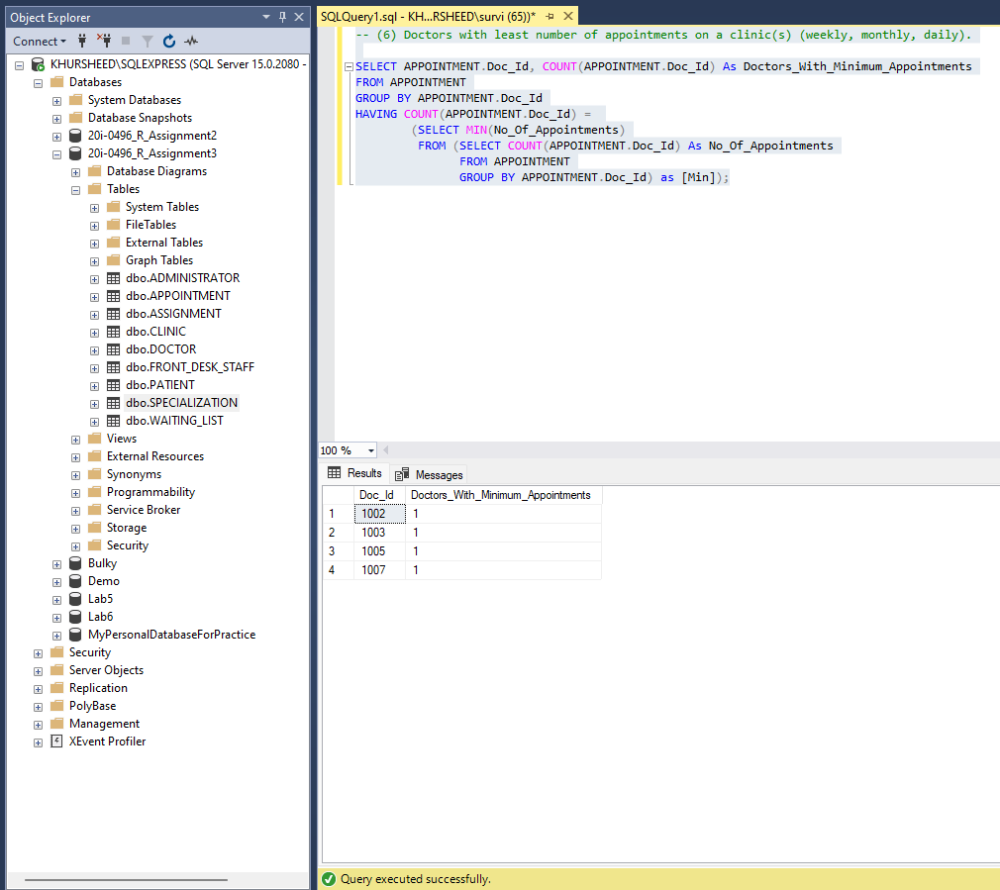 Object Explorer
Connect
KHURSHEED\SQLEXPRESS (SQL Server 15.0.2080 -
Databases
System Databases
Database Snapshots
20i-0496_R_Assignment2
20i-0496_R_Assignment3
Database Diagrams
Tables
System Tables
FileTables
External Tables
Graph Tables
dbo.ADMINISTRATOR
dbo.APPOINTMENT
dbo.ASSIGNMENT
dbo.CLINIC
dbo.DOCTOR
dbo.FRONT_DESK_STAFF
dbo.PATIENT
dbo.SPECIALIZATION
dbo.WAITING_LIST
Views
External Resources
Synonyms
Programmability
Service Broker
Storage
Security
Bulky
Demo
Lab5
Lab6
MyPersonalDatabaseForPractice
Security
Server Objects
Replication
PolyBase
Management
XEvent Profiler
SQLQuery1.sql - KH...RSHEED\survi (65))*
-- (6) Doctors with least number of appointments on a clinic(s) (weekly, monthly, daily).
SELECT APPOINTMENT.Doc_Id, COUNT(APPOINTMENT.Doc_Id) As Doctors_With_Minimum_Appointments
FROM APPOINTMENT
GROUP BY APPOINTMENT.Doc_Id
HAVING COUNT(APPOINTMENT.Doc_Id) =
(SELECT MIN(No_Of_Appointments)
FROM (SELECT COUNT(APPOINTMENT.Doc_Id) As No_Of_Appointments
FROM APPOINTMENT
GROUP BY APPOINTMENT.Doc_Id) as [Min]);
100 %
Results Messages
Doc_Id Doctors_With_Minimum_Appointments
1 1002 1
2 1003 1
3 1005 1
4 1007 1
Query executed successfully.